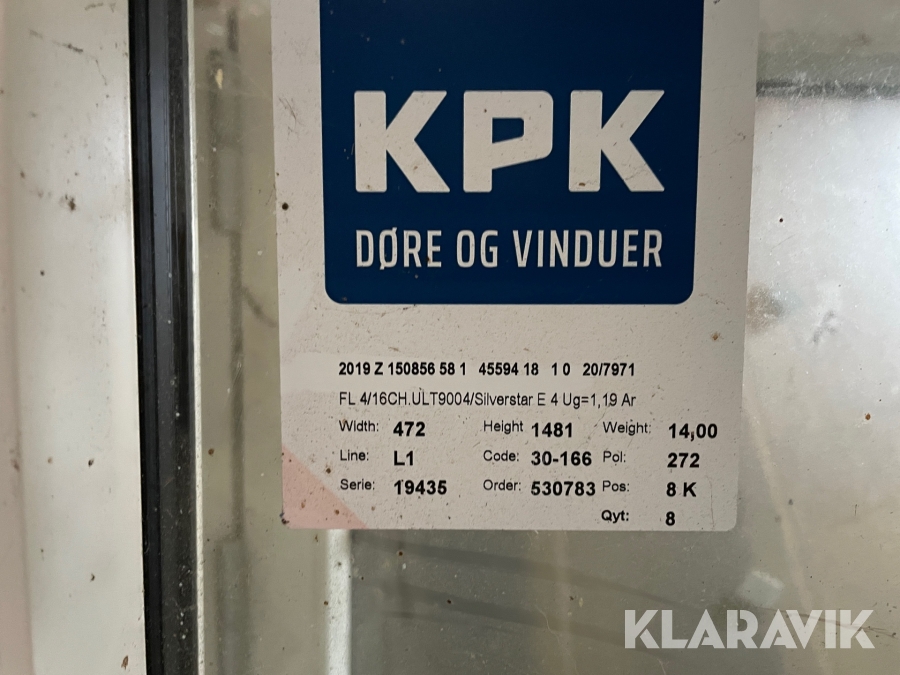 KPK
DØRE OG VINDUER
2019 Z 150856 58 1 45594 18 1 0 20/7971
FL 4/16CH.ULT9004/Silverstar E 4 Ug=1,19 Ar
Width: 472 Height 1481 Weight: 14,00
Line: L1 Code: 30-166 Pol: 272
Serie: 19435 Order: 530783 Pos: 8 K
Qyt: 8
KLARAVIK